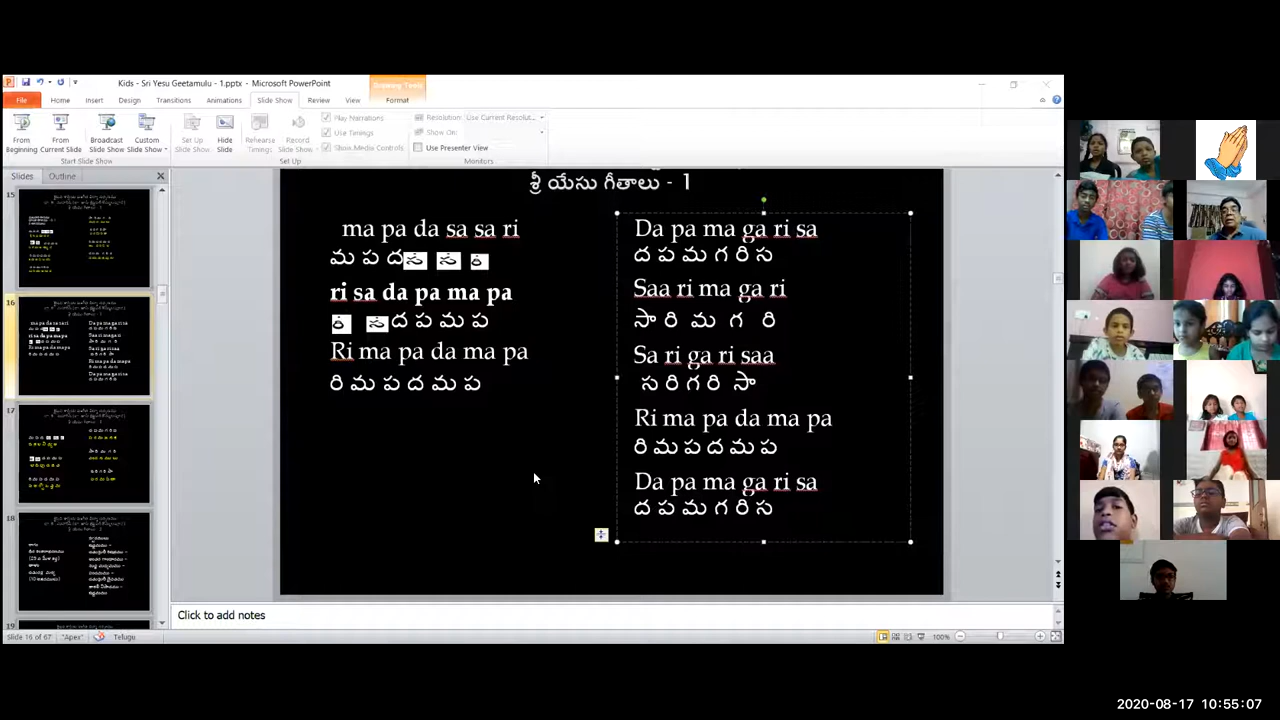 Kids - Sri Yesu Geetamulu - 1.pptx - Microsoft PowerPoint
Drawing Tools
File Home Insert Design Transitions Animations Slide Show Review View Format
From Beginning
From Current Slide
Broadcast Slide Show
Custom Slide Show
Set Up Slide Show
Hide Slide
Rehearse Timings
Record Slide Show
Play Narrations
Use Timings
Show Media Controls
Resolution: Use Current Resolut...
Show On:
Use Presenter View
Start Slide Show
Set Up
Monitors
Slides Outline
15
16
17
18
19
శ్రీ యేసు గీతాలు - 1
ma pa da sa sa ri
మ ప ద స స రి
ri sa da pa ma pa
రి స ద ప మ ప
Ri ma pa da ma pa
రి మ ప ద మ ప
Da pa ma ga ri sa
ద ప మ గ రి స
Saa ri ma ga ri
సా రి మ గ రి
Sa ri ga ri saa
స రి గ రి సా
Ri ma pa da ma pa
రి మ ప ద మ ప
Da pa ma ga ri sa
ద ప మ గ రి స
Click to add notes
Slide 16 of 67 "Apex" Telugu 100%
2020-08-17 10:55:07